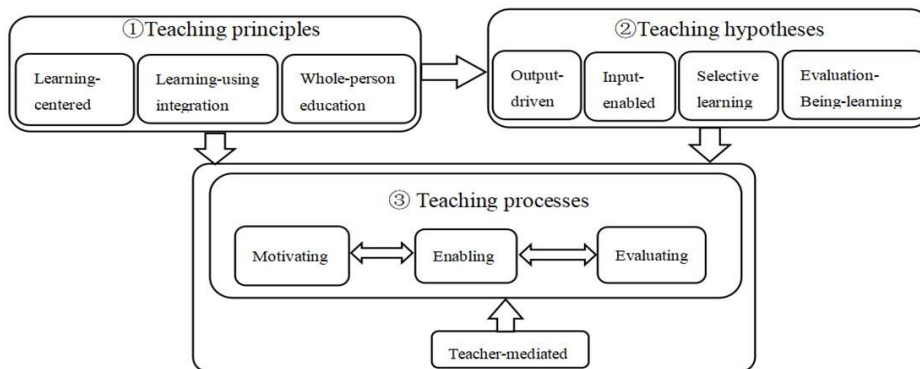 ①Teaching principles
Learning-
centered
Learning-using
integration
Whole-person
education
②Teaching hypotheses
Output-
driven
Input-
enabled
Selective
learning
Evaluation-
Being-learning
③ Teaching processes
Motivating
Enabling
Evaluating
Teacher-mediated